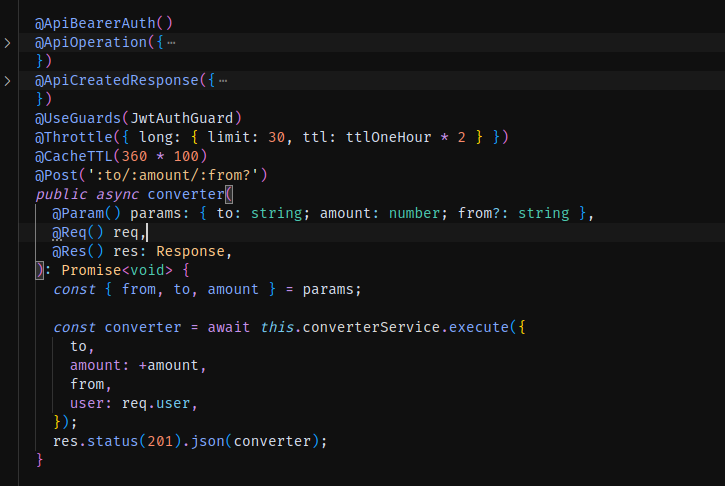 @ApiBearerAuth()
@ApiOperation({ ⋯
})
@ApiCreatedResponse({ ⋯
})
@UseGuards(JwtAuthGuard)
@Throttle({ long: { limit: 30, ttl: ttlOneHour * 2 } })
@CacheTTL(360 * 100)
@Post(':to/:amount/:from?')
public async converter(
  @Param() params: { to: string; amount: number; from?: string },
  @Req() req,
  @Res() res: Response,
): Promise<void> {
  const { from, to, amount } = params;

  const converter = await this.converterService.execute({
    to,
    amount: +amount,
    from,
    user: req.user,
  });
  res.status(201).json(converter);
}